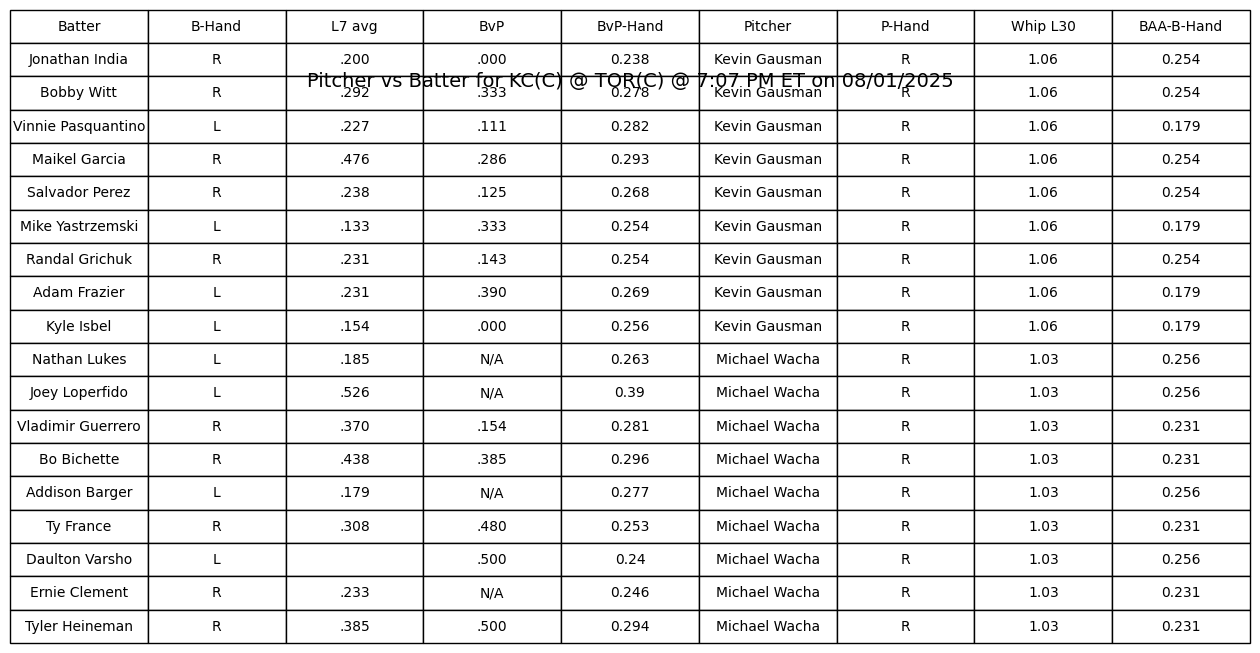 Batter B-Hand L7 avg BvP BvP-Hand Pitcher P-Hand Whip L30 BAA-B-Hand
Jonathan India R .200 .000 0.238 Kevin Gausman R 1.06 0.254
Pitcher vs Batter for KC(C) @ TOR(C) @ 7:07 PM ET on 08/01/2025
Bobby Witt R .292 .333 0.278 Kevin Gausman R 1.06 0.254
Vinnie Pasquantino L .227 .111 0.282 Kevin Gausman R 1.06 0.179
Maikel Garcia R .476 .286 0.293 Kevin Gausman R 1.06 0.254
Salvador Perez R .238 .125 0.268 Kevin Gausman R 1.06 0.254
Mike Yastrzemski L .133 .333 0.254 Kevin Gausman R 1.06 0.179
Randal Grichuk R .231 .143 0.254 Kevin Gausman R 1.06 0.254
Adam Frazier L .231 .390 0.269 Kevin Gausman R 1.06 0.179
Kyle Isbel L .154 .000 0.256 Kevin Gausman R 1.06 0.179
Nathan Lukes L .185 N/A 0.263 Michael Wacha R 1.03 0.256
Joey Loperfido L .526 N/A 0.39 Michael Wacha R 1.03 0.256
Vladimir Guerrero R .370 .154 0.281 Michael Wacha R 1.03 0.231
Bo Bichette R .438 .385 0.296 Michael Wacha R 1.03 0.231
Addison Barger L .179 N/A 0.277 Michael Wacha R 1.03 0.256
Ty France R .308 .480 0.253 Michael Wacha R 1.03 0.231
Daulton Varsho L .500 0.24 Michael Wacha R 1.03 0.256
Ernie Clement R .233 N/A 0.246 Michael Wacha R 1.03 0.231
Tyler Heineman R .385 .500 0.294 Michael Wacha R 1.03 0.231